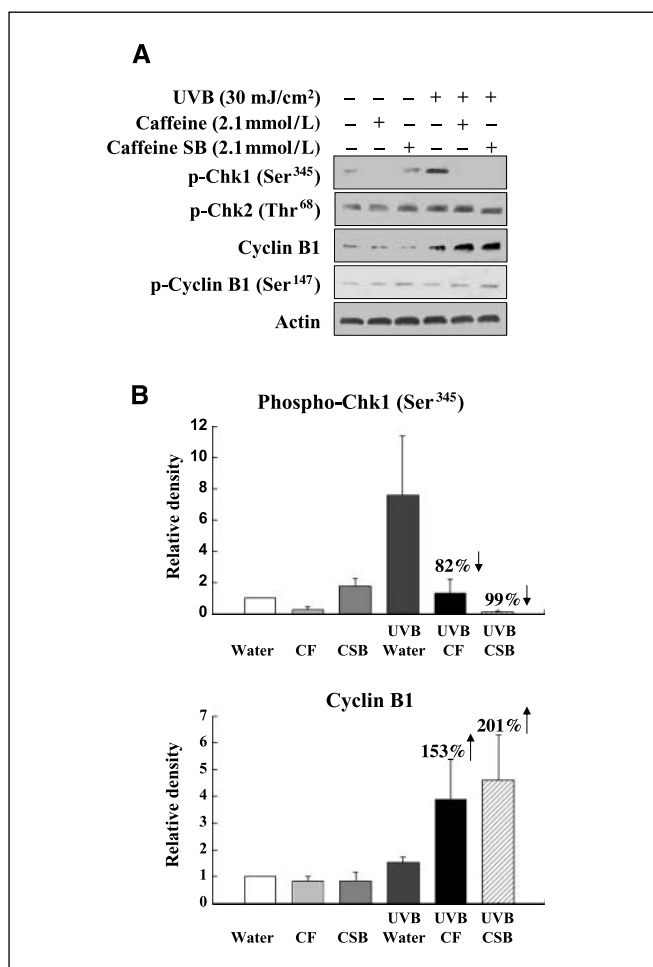 A
UVB (30 mJ/cm²) – – – + + +
Caffeine (2.1 mmol/L) – + – – + –
Caffeine SB (2.1 mmol/L) – – + – – +
p-Chk1 (Ser³⁴⁵)
p-Chk2 (Thr⁶⁸)
Cyclin B1
p-Cyclin B1 (Ser¹⁴⁷)
Actin
B
Phospho-Chk1 (Ser³⁴⁵)
Relative density
12
10
8
6
4
2
0
82% ↓
99% ↓
Water CF CSB UVB Water UVB CF UVB CSB
Cyclin B1
Relative density
7
6
5
4
3
2
1
0
153% ↑
201% ↑
Water CF CSB UVB Water UVB CF UVB CSB